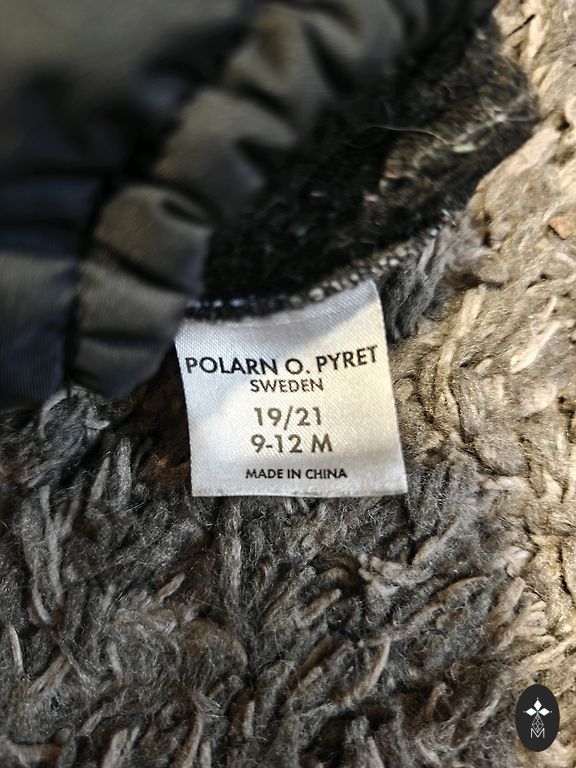 POLARN O. PYRET
SWEDEN
19/21
9-12 M
MADE IN CHINA